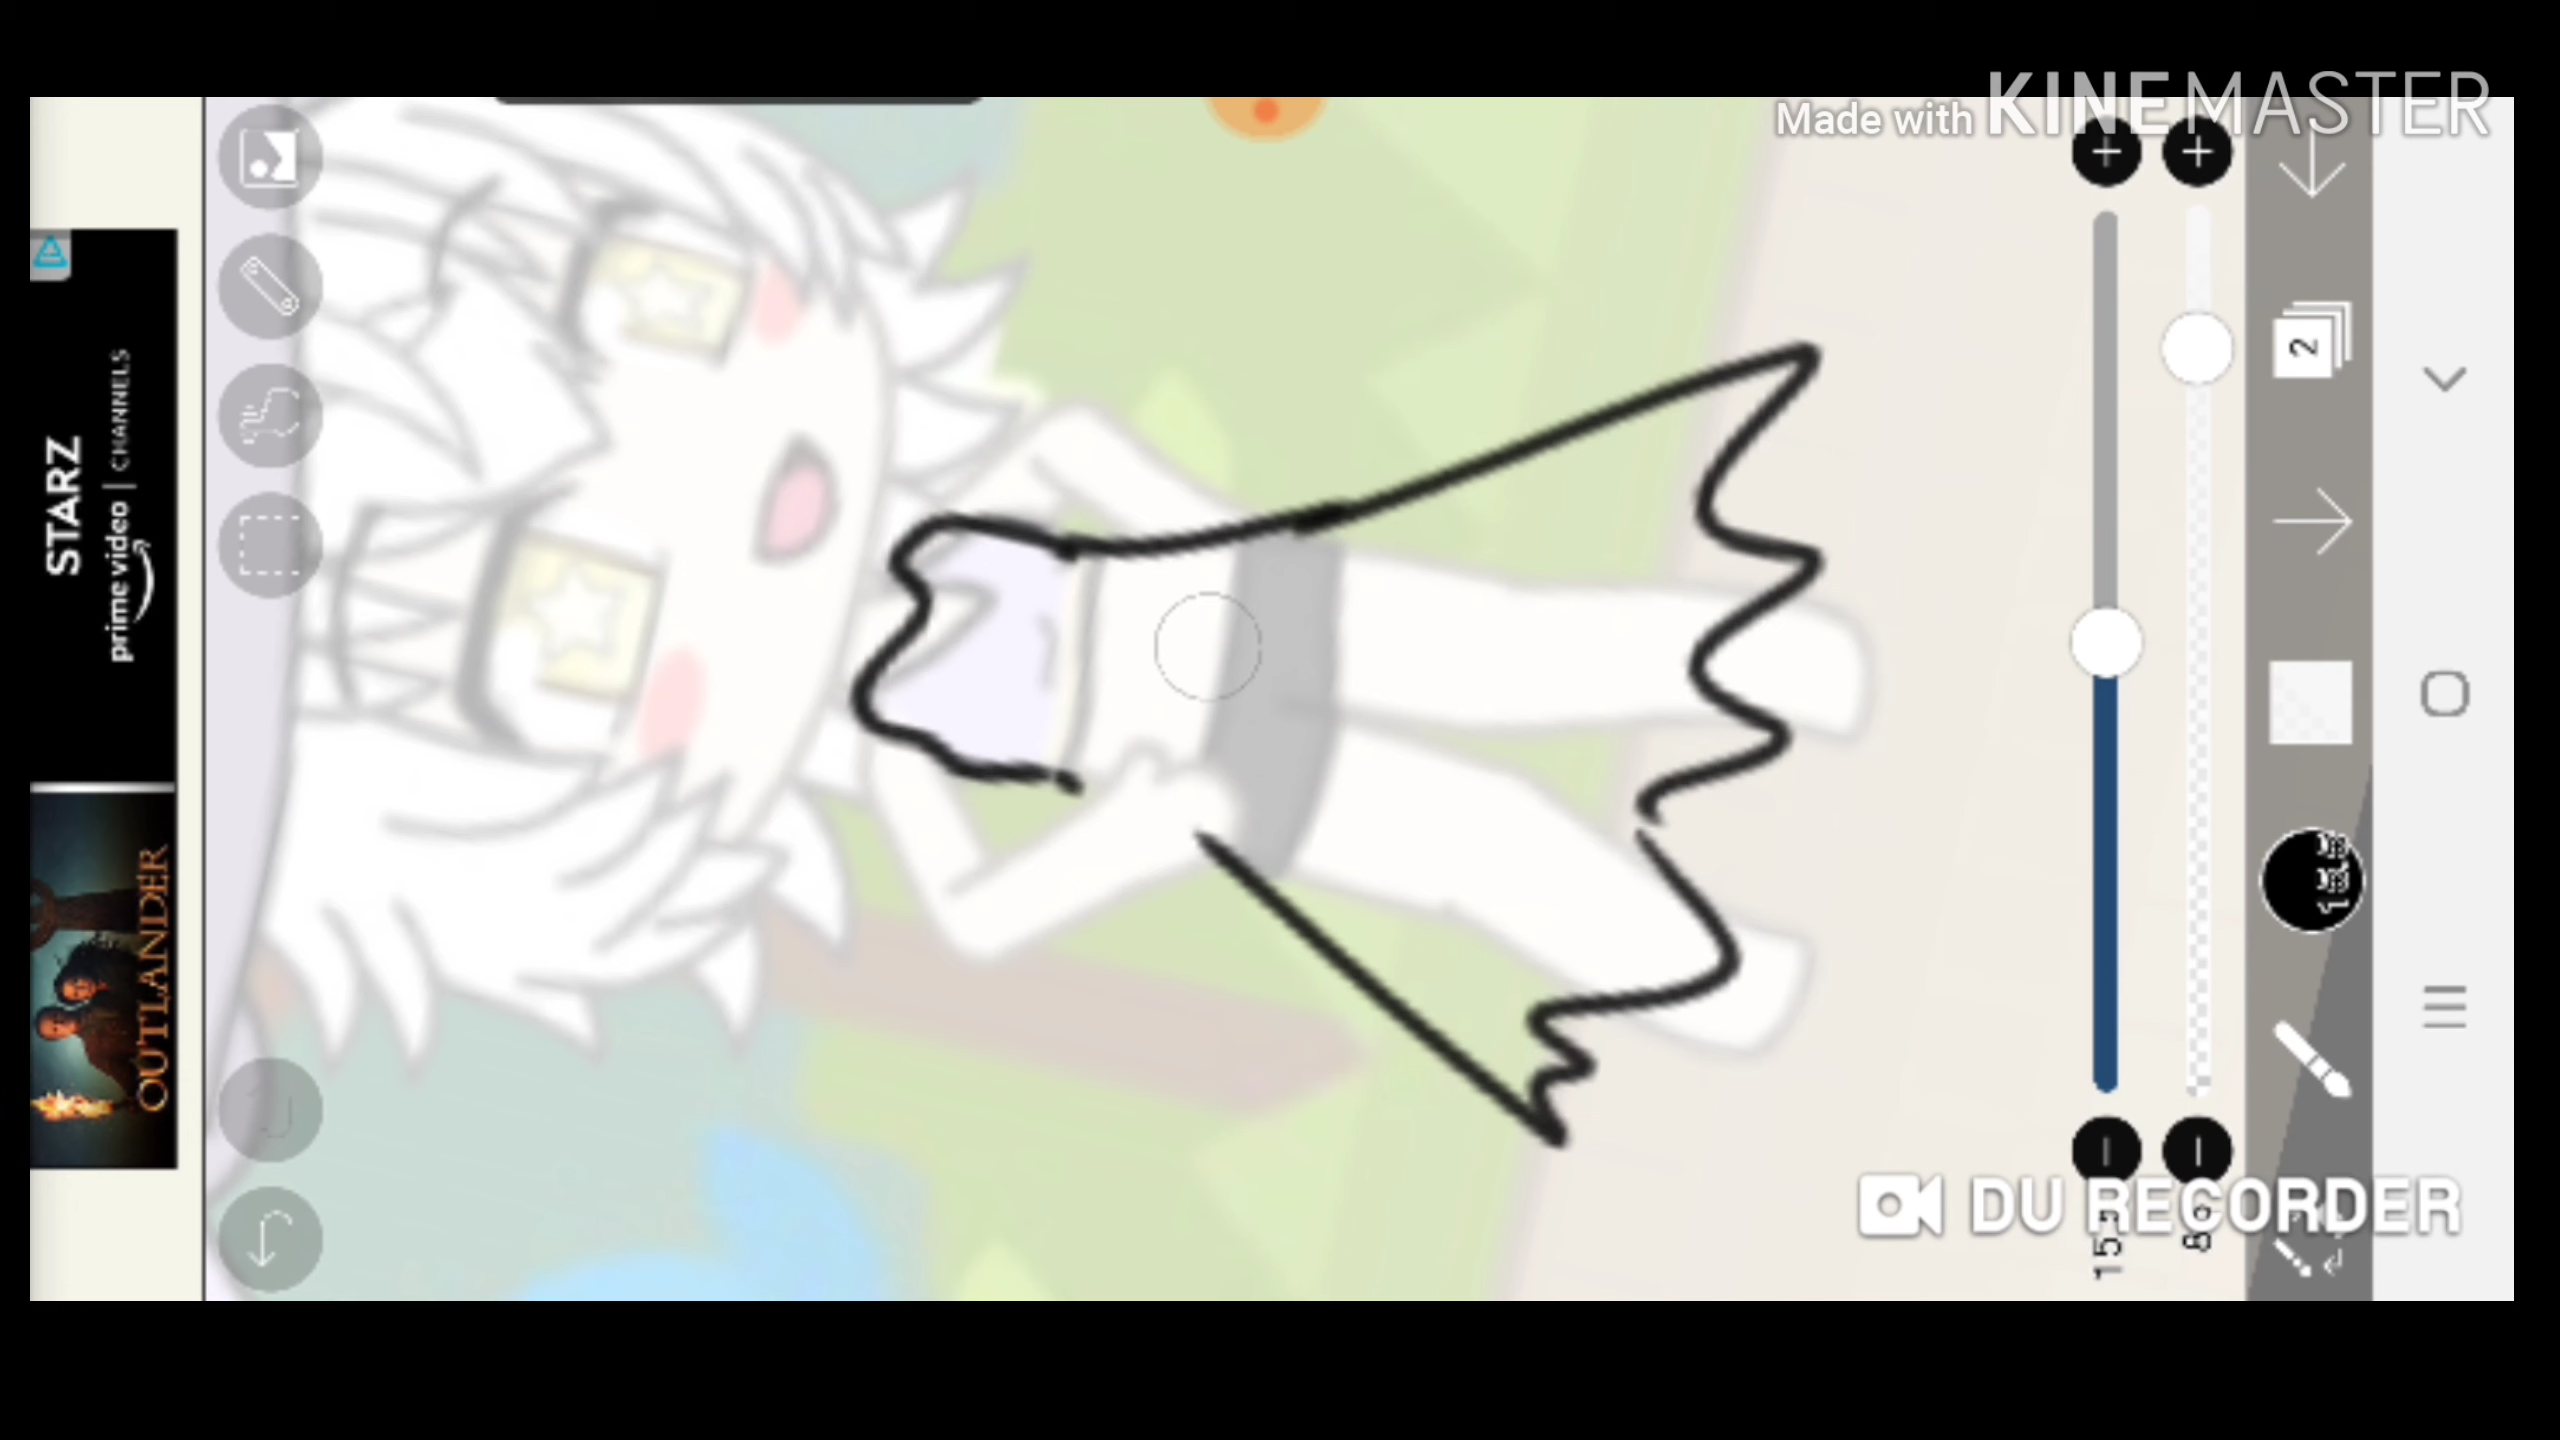 Made with KINEMASTER
STARZ
prime video | CHANNELS
OUTLANDER
2
DU RECORDER